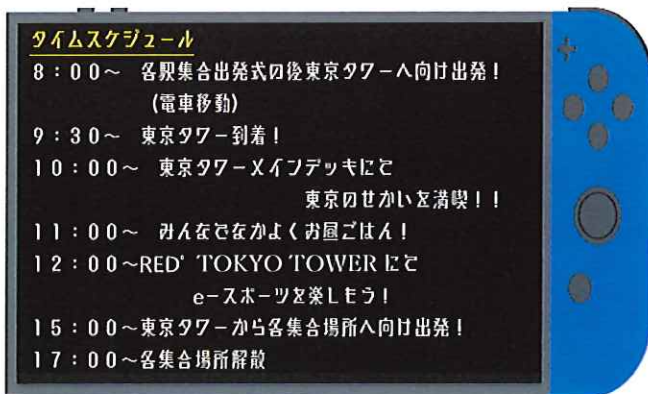 タイムスケジュール
8:00～ 各駅集合出発式の後東京タワーへ向け出発!
(電車移動)
9:30～ 東京タワー到着!
10:00～ 東京タワーメインデッキにて
東京のせかいを満喫!!
11:00～ みんなでなかよくお昼ごはん!
12:00～RED° TOKYO TOWER にて
e-スポーツを楽しもう!
15:00～東京タワーから各集合場所へ向け出発!
17:00～各集合場所解散